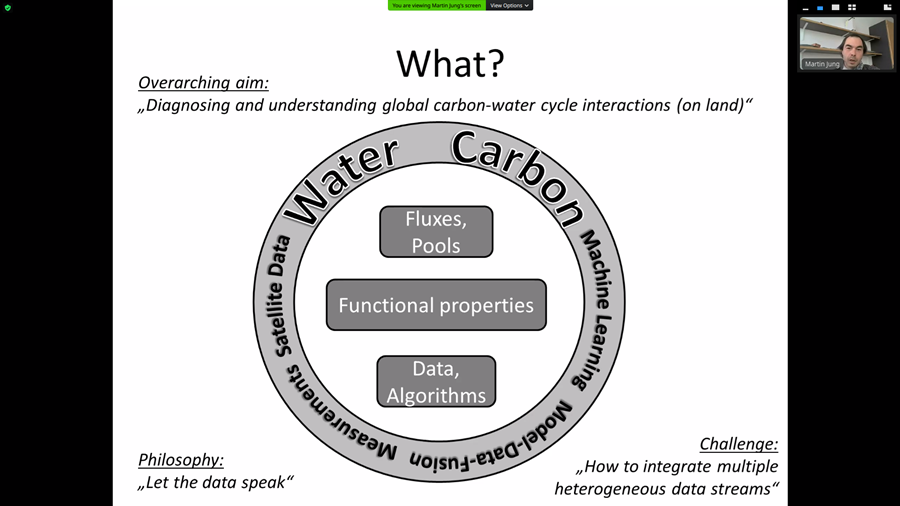 You are viewing Martin Jung's screen
View Options
Martin Jung
What?
Overarching aim:
„Diagnosing and understanding global carbon-water cycle interactions (on land)“
Water Carbon
Fluxes,
Pools
Functional properties
Data,
Algorithms
Satellite Data
Measurements
Model-Data-Fusion
Machine Learning
Philosophy:
„Let the data speak“
Challenge:
„How to integrate multiple
heterogeneous data streams“